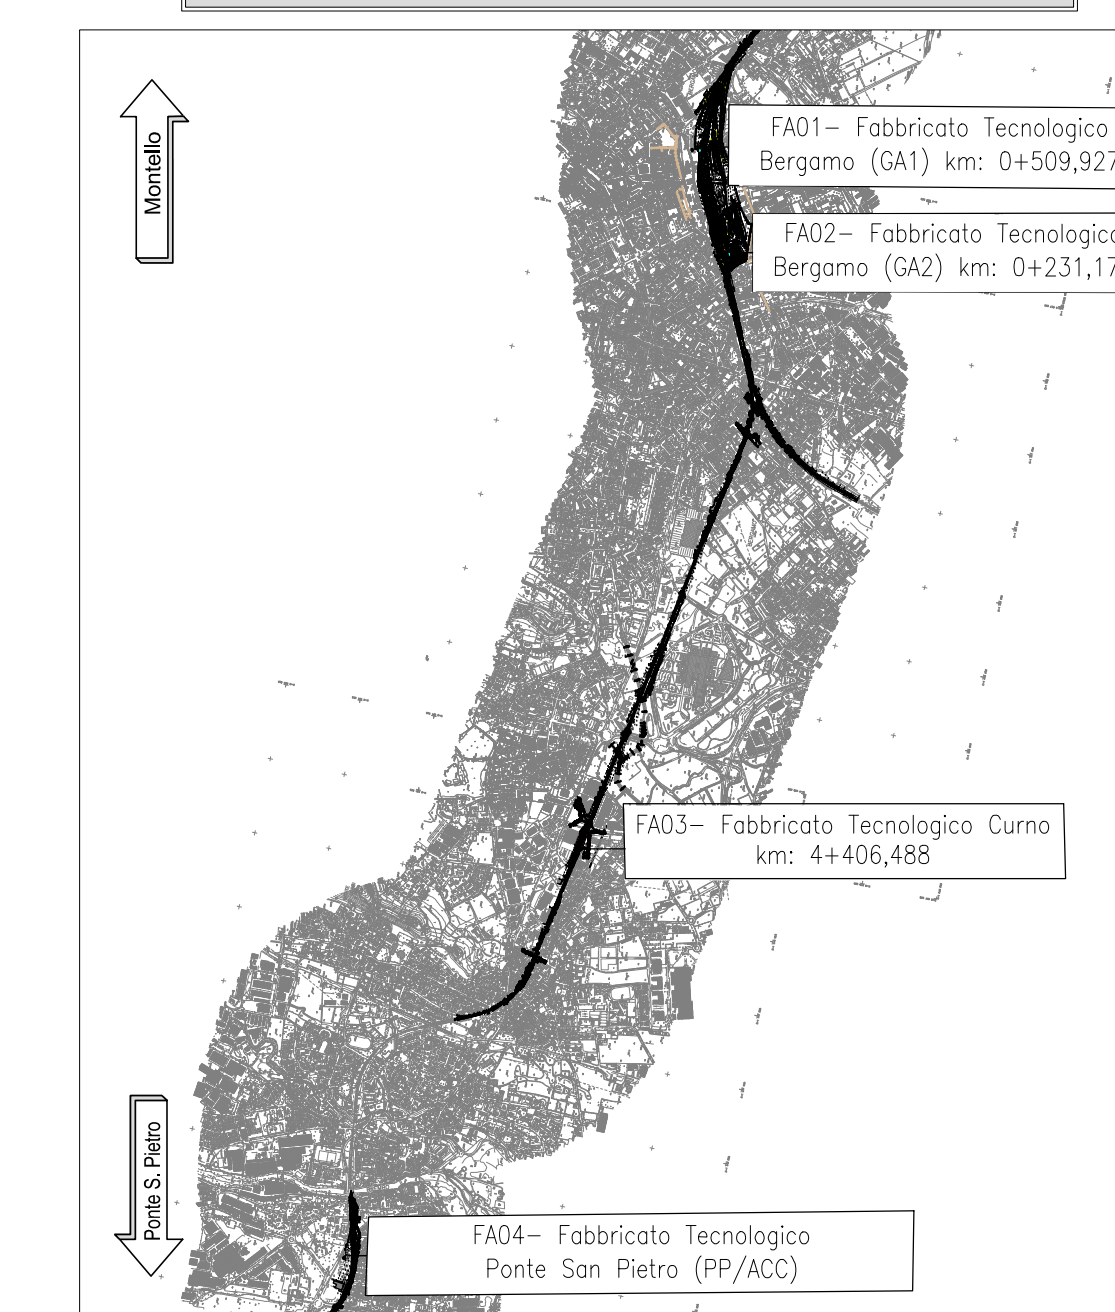 Montello
FA01- Fabbricato Tecnologico
Bergamo (GA1) km: 0+509,927
FA02- Fabbricato Tecnologico
Bergamo (GA2) km: 0+231,17
FA03- Fabbricato Tecnologico Curno
km: 4+406,488
Ponte S. Pietro
FA04- Fabbricato Tecnologico
Ponte San Pietro (PP/ACC)